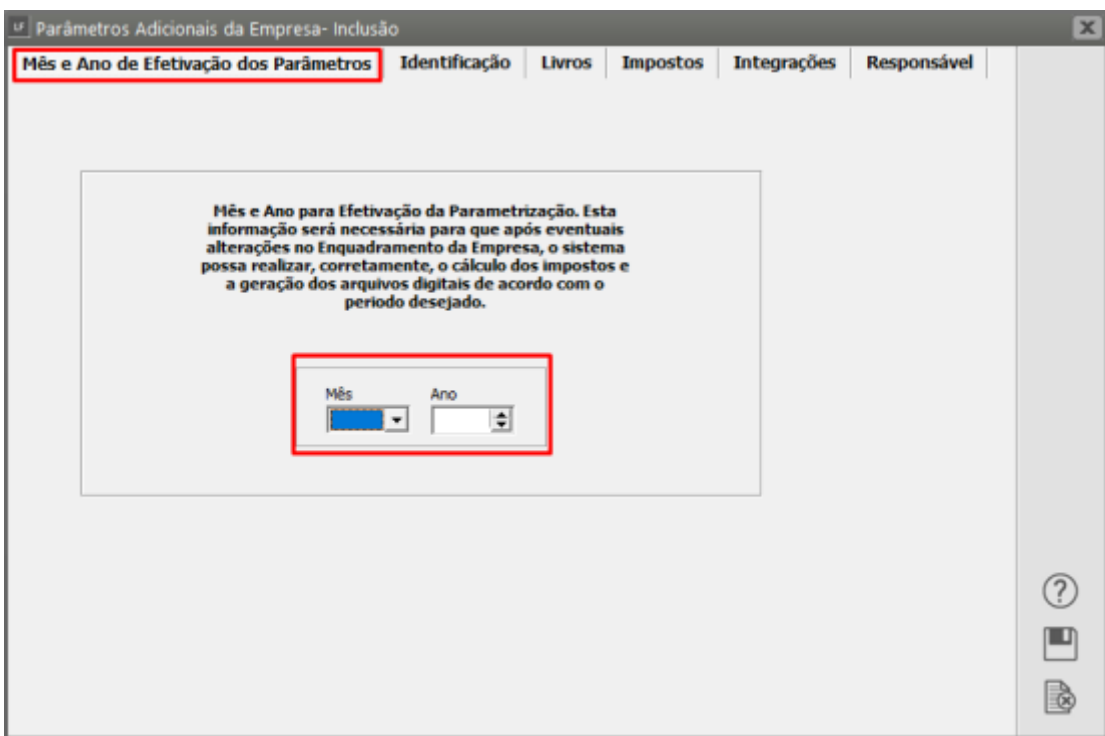 LF Parâmetros Adicionais da Empresa- Inclusão
Mês e Ano de Efetivação dos Parâmetros Identificação Livros Impostos Integrações Responsável
Mês e Ano para Efetivação da Parametrização. Esta
informação será necessária para que após eventuais
alterações no Enquadramento da Empresa, o sistema
possa realizar, corretamente, o cálculo dos impostos e
a geração dos arquivos digitais de acordo com o
periodo desejado.
Mês Ano